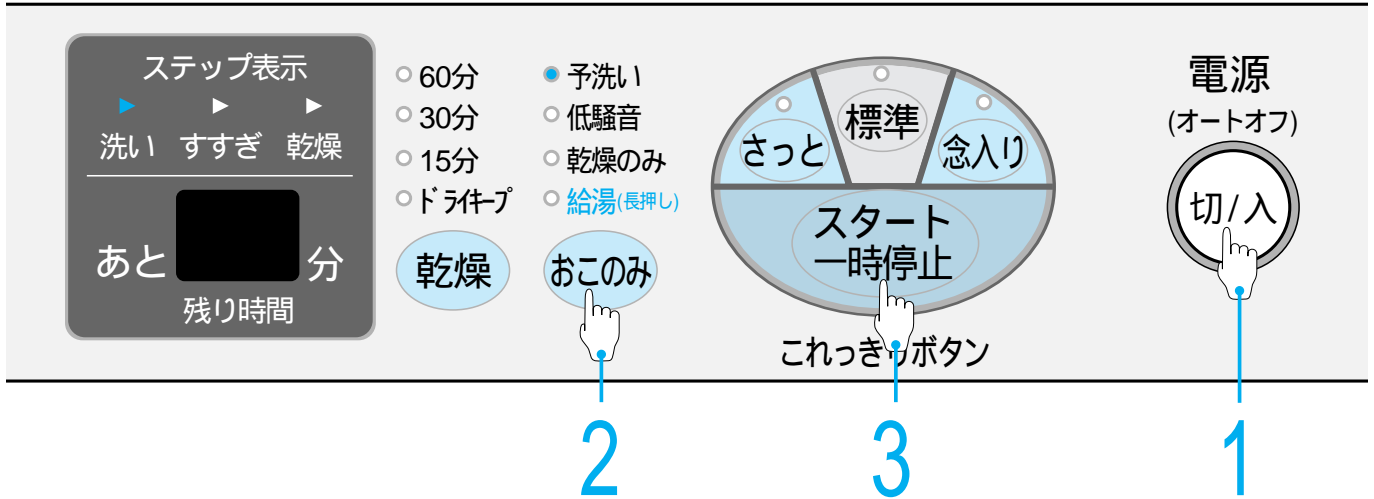 ステップ表示
洗い すすぎ 乾燥
あと 分
残り時間
60分
30分
15分
ドライキープ
乾燥
予洗い
低騒音
乾燥のみ
給湯(長押し)
おこのみ
さっと
標準
念入り
スタート
一時停止
これっきりボタン
電源
(オートオフ)
切/入
2
3
1